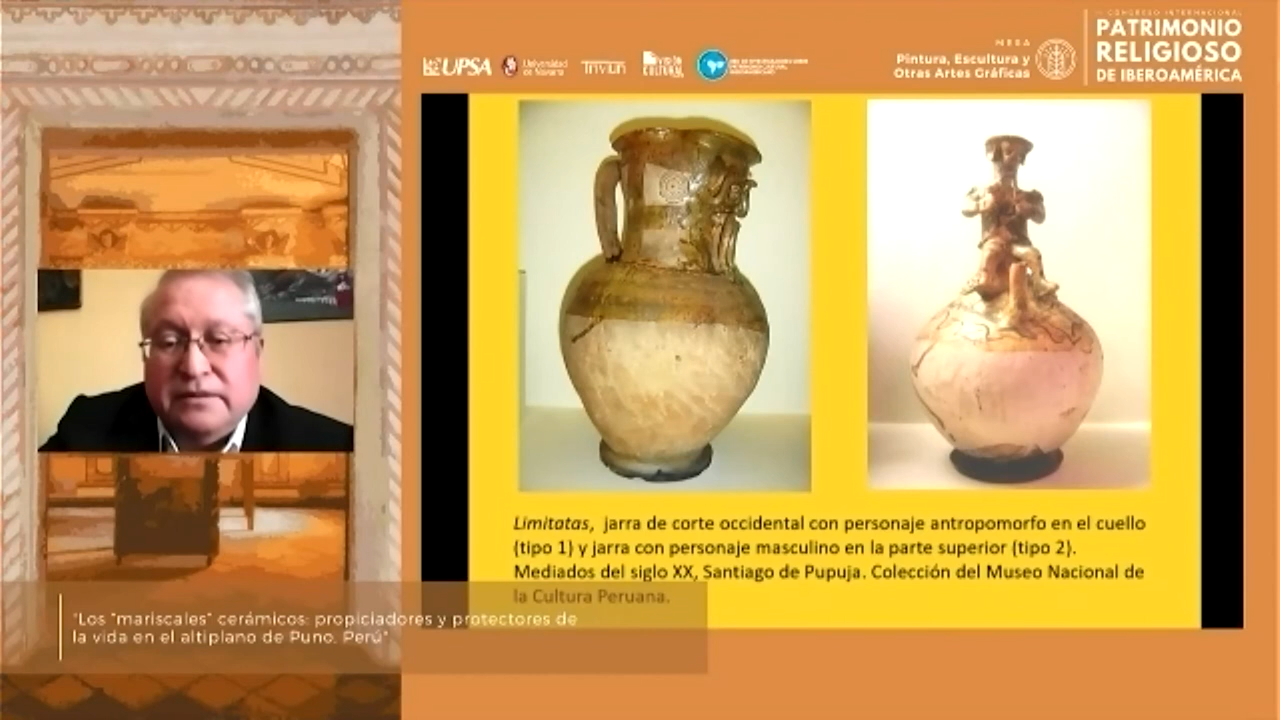 CONGRESO INTERNACIONAL
PATRIMONIO
RELIGIOSO
DE IBEROAMÉRICA
MESA
Pintura, Escultura y
Otras Artes Gráficas
UPSA
Universidad
de Navarra
CULTURAL
Limitatas, jarra de corte occidental con personaje antropomorfo en el cuello
(tipo 1) y jarra con personaje masculino en la parte superior (tipo 2).
Mediados del siglo XX, Santiago de Pupuja. Colección del Museo Nacional de
la Cultura Peruana.
"Los "mariscales" cerámicos: propiciadores y protectores de
la vida en el altiplano de Puno. Perú"